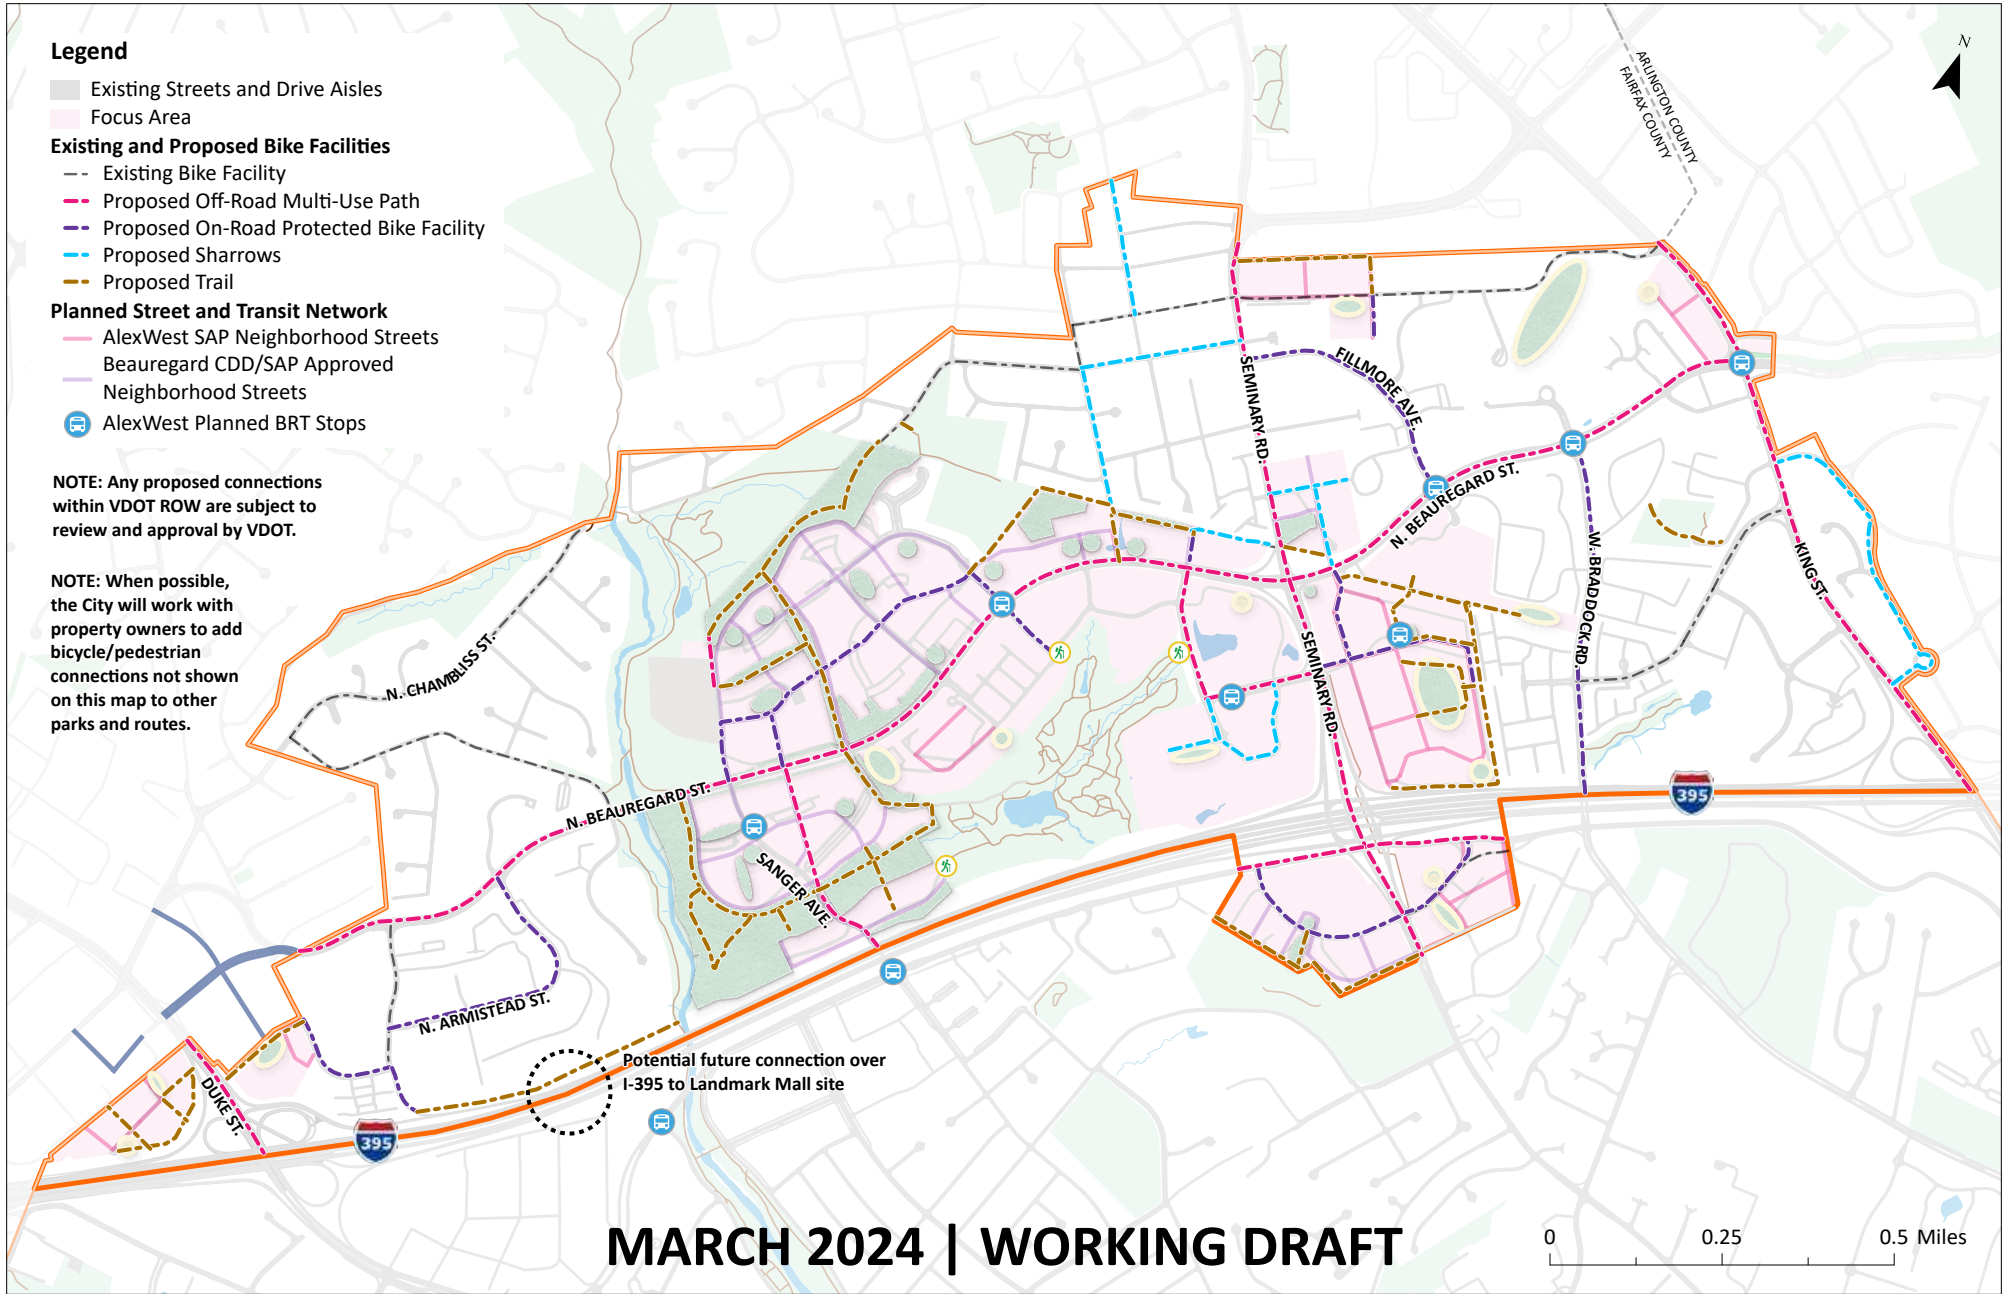 Legend
Existing Streets and Drive Aisles
Focus Area
Existing and Proposed Bike Facilities
Existing Bike Facility
Proposed Off-Road Multi-Use Path
Proposed On-Road Protected Bike Facility
Proposed Sharrows
Proposed Trail
Planned Street and Transit Network
AlexWest SAP Neighborhood Streets
Beauregard CDD/SAP Approved
Neighborhood Streets
AlexWest Planned BRT Stops
NOTE: Any proposed connections
within VDOT ROW are subject to
review and approval by VDOT.
NOTE: When possible,
the City will work with
property owners to add
bicycle/pedestrian
connections not shown
on this map to other
parks and routes.
N
ARLINGTON COUNTY
FAIRFAX COUNTY
SEMINARY RD.
FILLMORE AVE.
N. BEAUREGARD ST.
W. BRADDOCK RD.
KING ST.
N. CHAMBLISS ST.
SEMINARY RD.
N. BEAUREGARD ST.
395
SANGER AVE.
N. ARMISTEAD ST.
DUKE ST.
395
Potential future connection over
I-395 to Landmark Mall site
MARCH 2024 | WORKING DRAFT
0 0.25 0.5 Miles